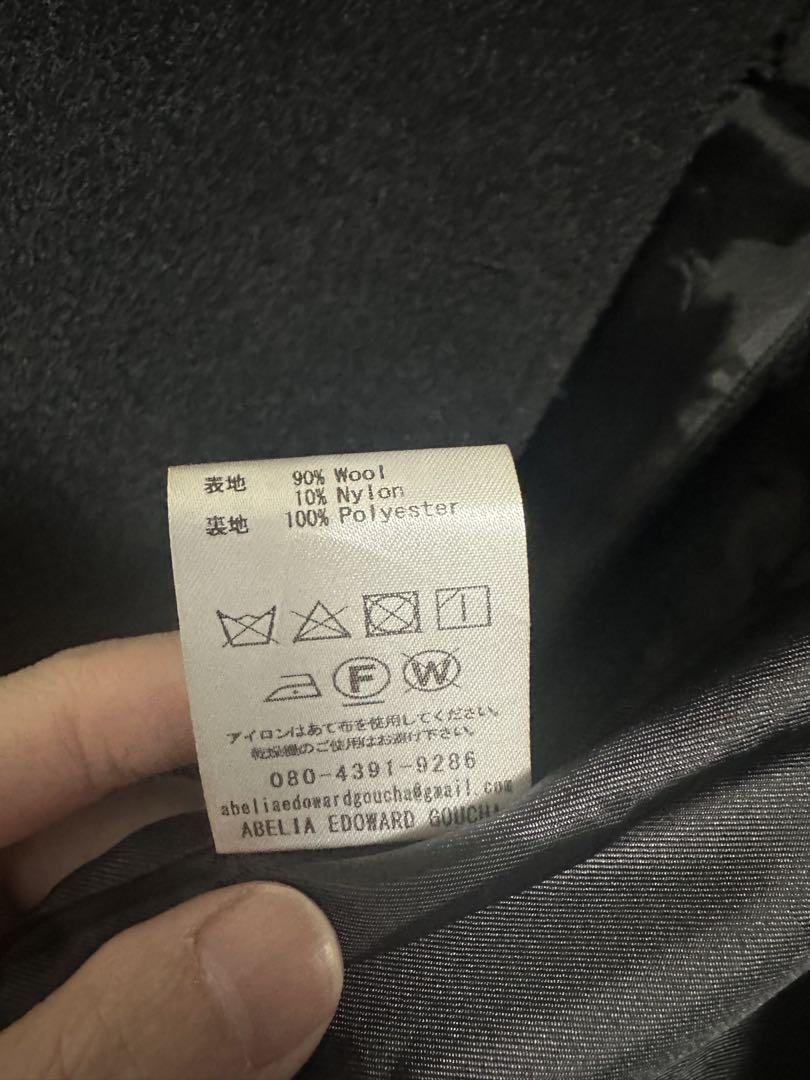 表地 90% Wool
10% Nylon
裏地 100% Polyester
F W
アイロンはあて布を使用してください。
乾燥機のご使用はお避け下さい。
080-4391-9286
abeliaedowardgoucha@gmail.com
ABELIA EDOWARD GOUCHA